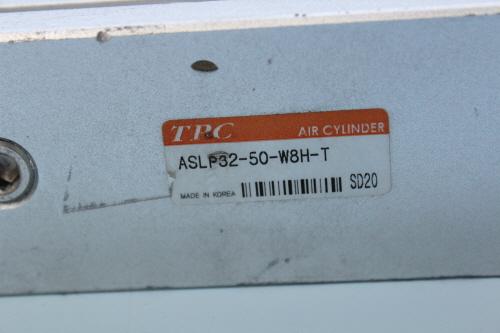 TPC AIR CYLINDER
ASLP32-50-W8H-T
MADE IN KOREA SD20